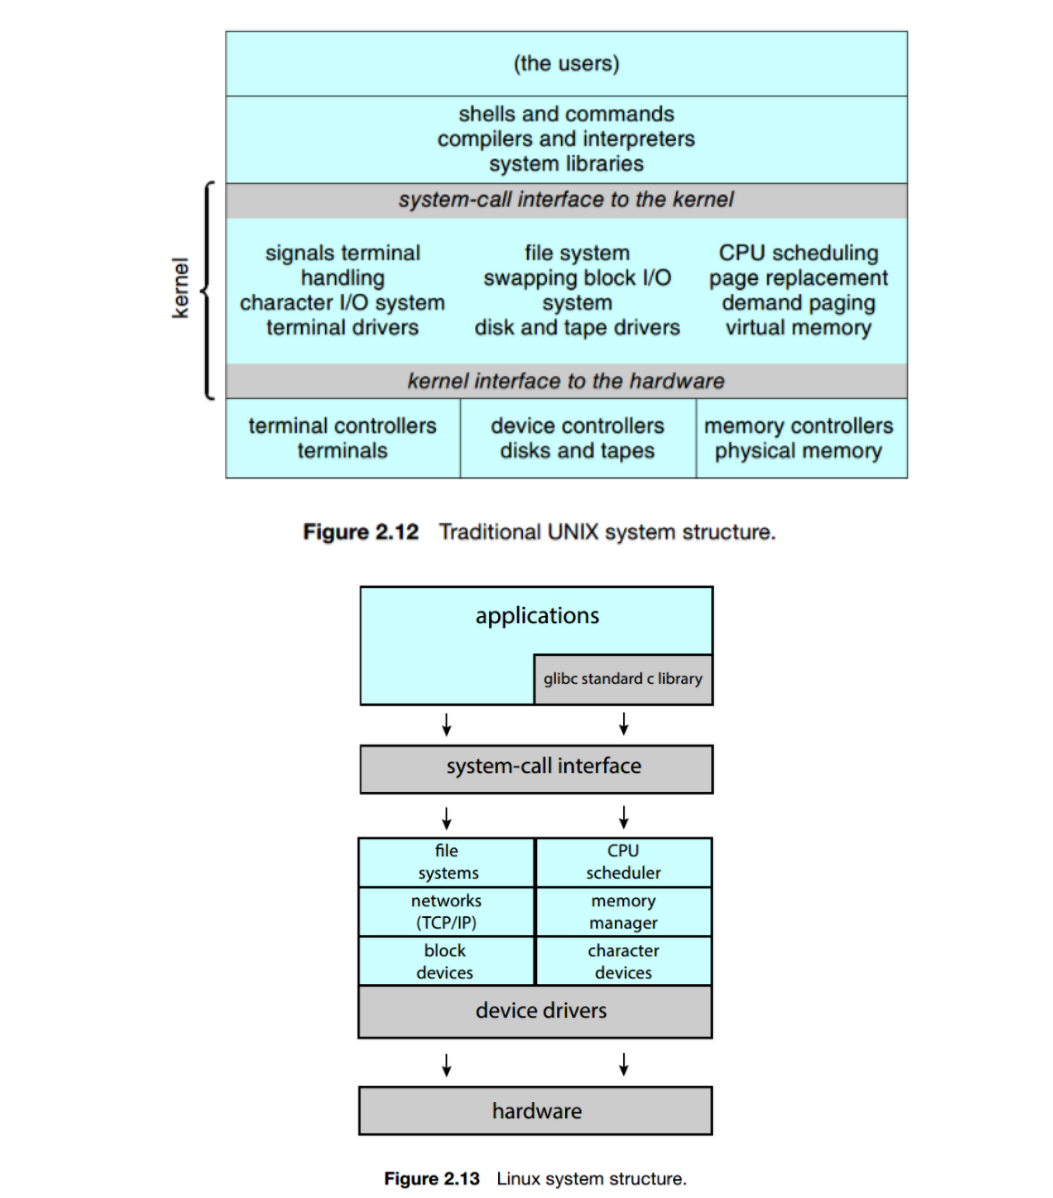 (the users)
shells and commands
compilers and interpreters
system libraries
system-call interface to the kernel
kernel
signals terminal
handling
character I/O system
terminal drivers
file system
swapping block I/O
system
disk and tape drivers
CPU scheduling
page replacement
demand paging
virtual memory
kernel interface to the hardware
terminal controllers
terminals
device controllers
disks and tapes
memory controllers
physical memory
Figure 2.12 Traditional UNIX system structure.
applications
glibc standard c library
system-call interface
file
systems
CPU
scheduler
networks
(TCP/IP)
memory
manager
block
devices
character
devices
device drivers
hardware
Figure 2.13 Linux system structure.